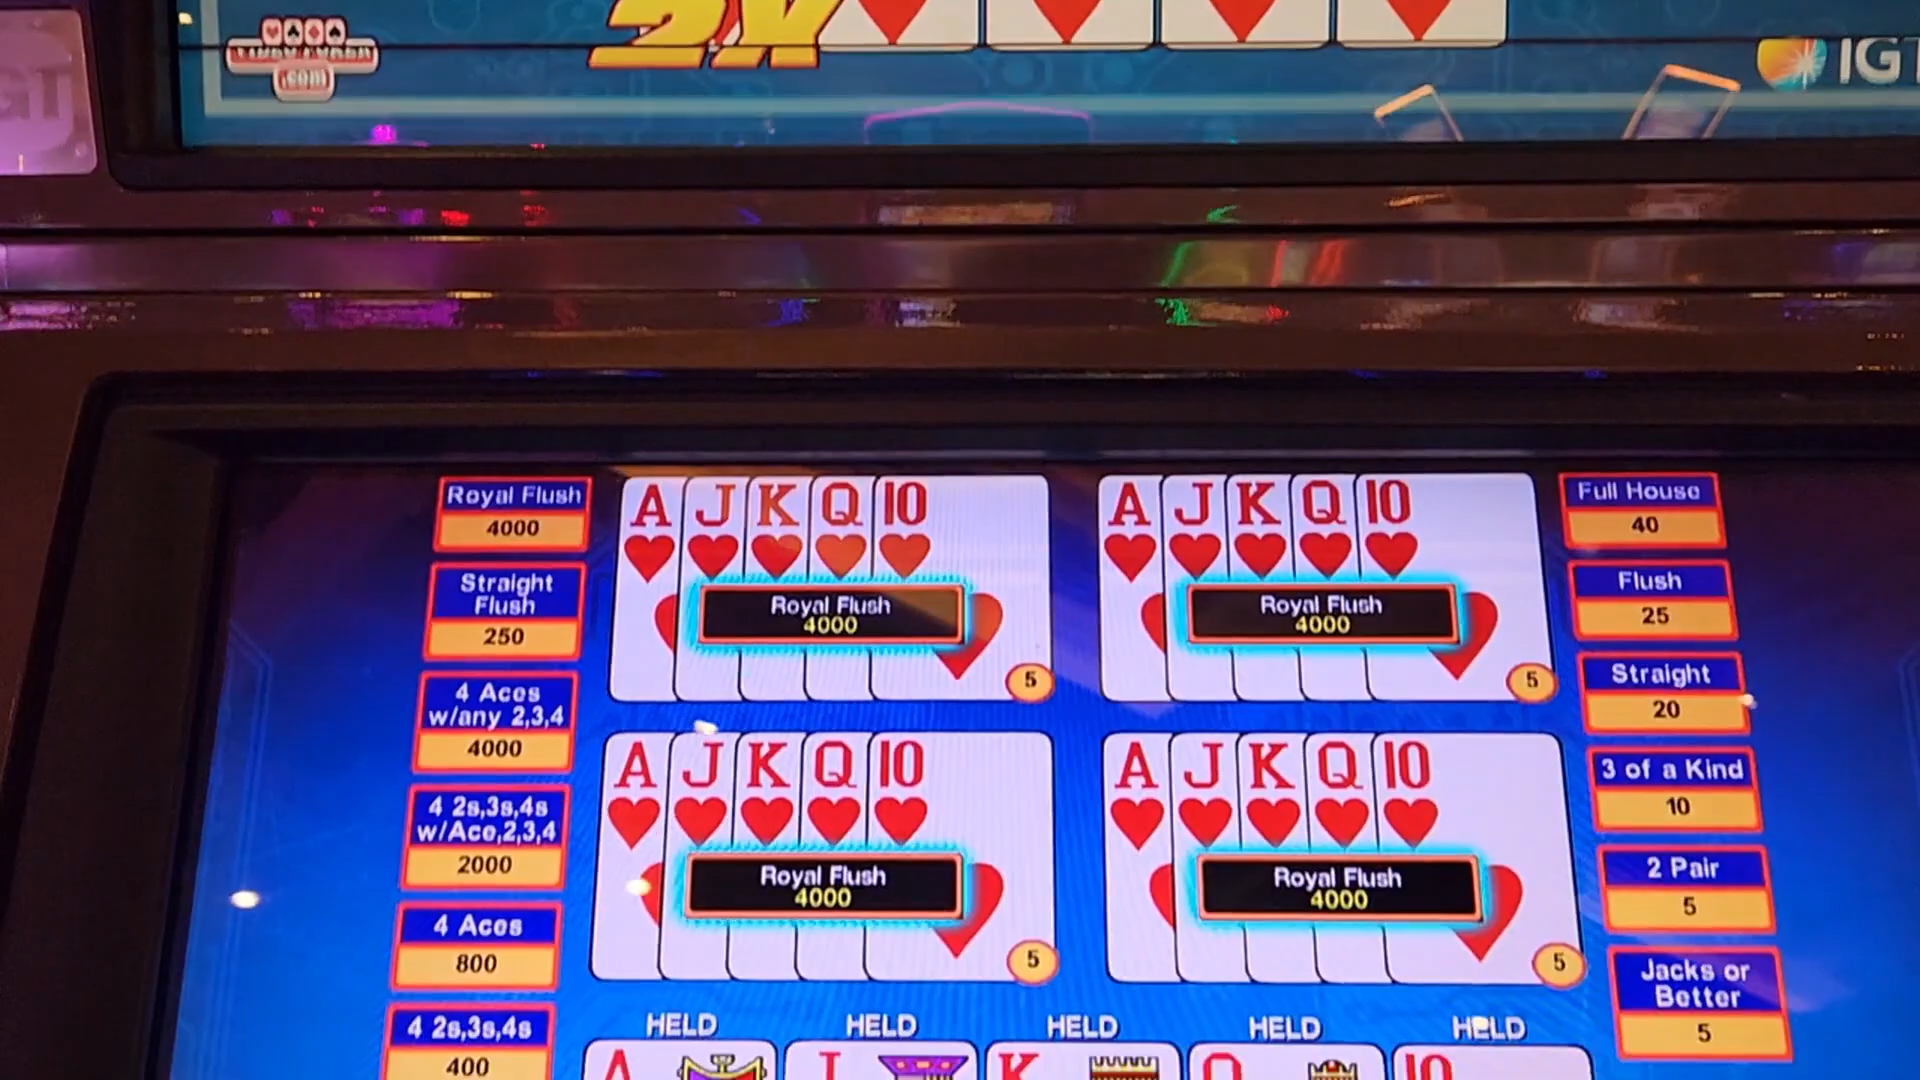 2X
.com
IGT
Royal Flush
4000
Straight
Flush
250
4 Aces
w/any 2,3,4
4000
4 2s,3s,4s
w/Ace,2,3,4
2000
4 Aces
800
4 2s,3s,4s
400
A J K Q 10
Royal Flush
4000
5
A J K Q 10
Royal Flush
4000
5
A J K Q 10
Royal Flush
4000
5
A J K Q 10
Royal Flush
4000
5
Full House
40
Flush
25
Straight
20
3 of a Kind
10
2 Pair
5
Jacks or
Better
5
HELD HELD HELD HELD HELD
A J K Q 10